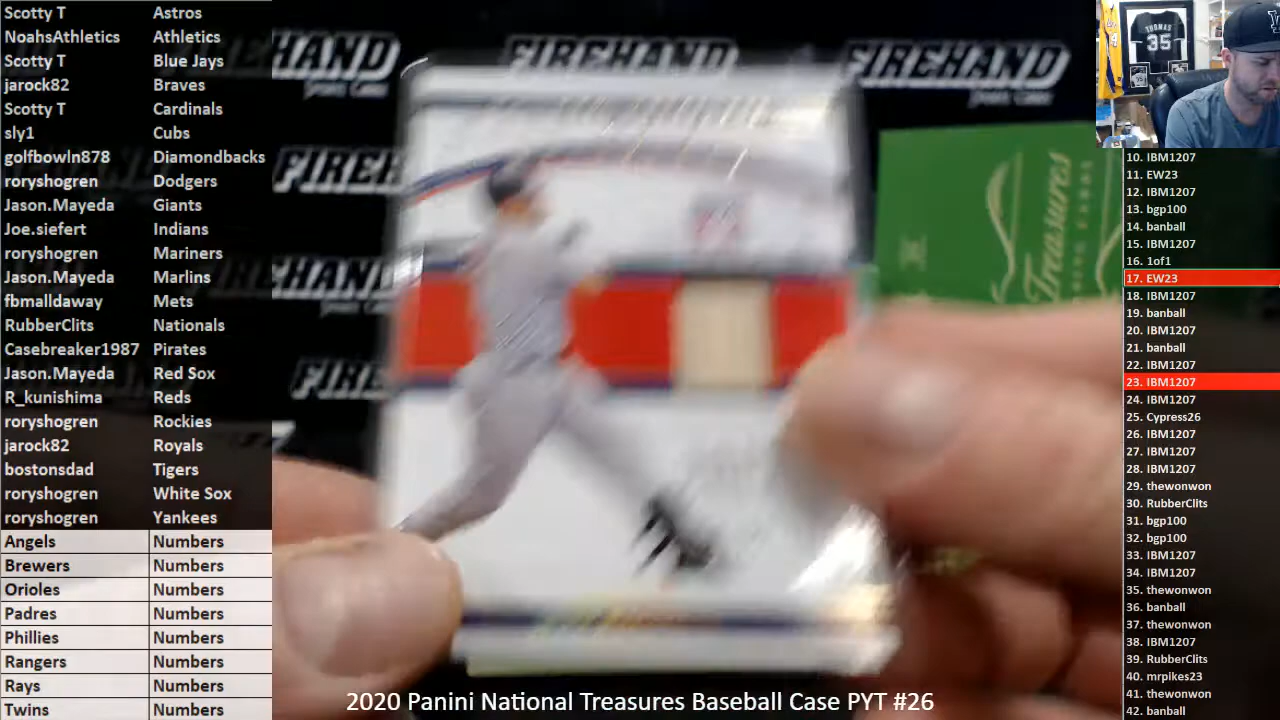 Scotty T Astros
NoahsAthletics Athletics
Scotty T Blue Jays
jarock82 Braves
Scotty T Cardinals
sly1 Cubs
golfbowln878 Diamondbacks
roryshogren Dodgers
Jason.Mayeda Giants
Joe.siefert Indians
roryshogren Mariners
Jason.Mayeda Marlins
fbmalldaway Mets
RubberClits Nationals
Casebreaker1987 Pirates
Jason.Mayeda Red Sox
R_kunishima Reds
roryshogren Rockies
jarock82 Royals
bostonsdad Tigers
roryshogren White Sox
roryshogren Yankees
Angels Numbers
Brewers Numbers
Orioles Numbers
Padres Numbers
Phillies Numbers
Rangers Numbers
Rays Numbers
Twins Numbers
HAND
FIREHAND
FIREHAND
Sports Cards
FIREHAND
EHAND
FIRE
Treasures
THOMAS
35
10. IBM1207
11. EW23
12. IBM1207
13. bgp100
14. banball
15. IBM1207
16. 1of1
17. EW23
18. IBM1207
19. banball
20. IBM1207
21. banball
22. IBM1207
23. IBM1207
24. IBM1207
25. Cypress26
26. IBM1207
27. IBM1207
28. IBM1207
29. thewonwon
30. RubberClits
31. bgp100
32. bgp100
33. IBM1207
34. IBM1207
35. thewonwon
36. banball
37. thewonwon
38. IBM1207
39. RubberClits
40. mrpikes23
41. thewonwon
42. banball
2020 Panini National Treasures Baseball Case PYT #26